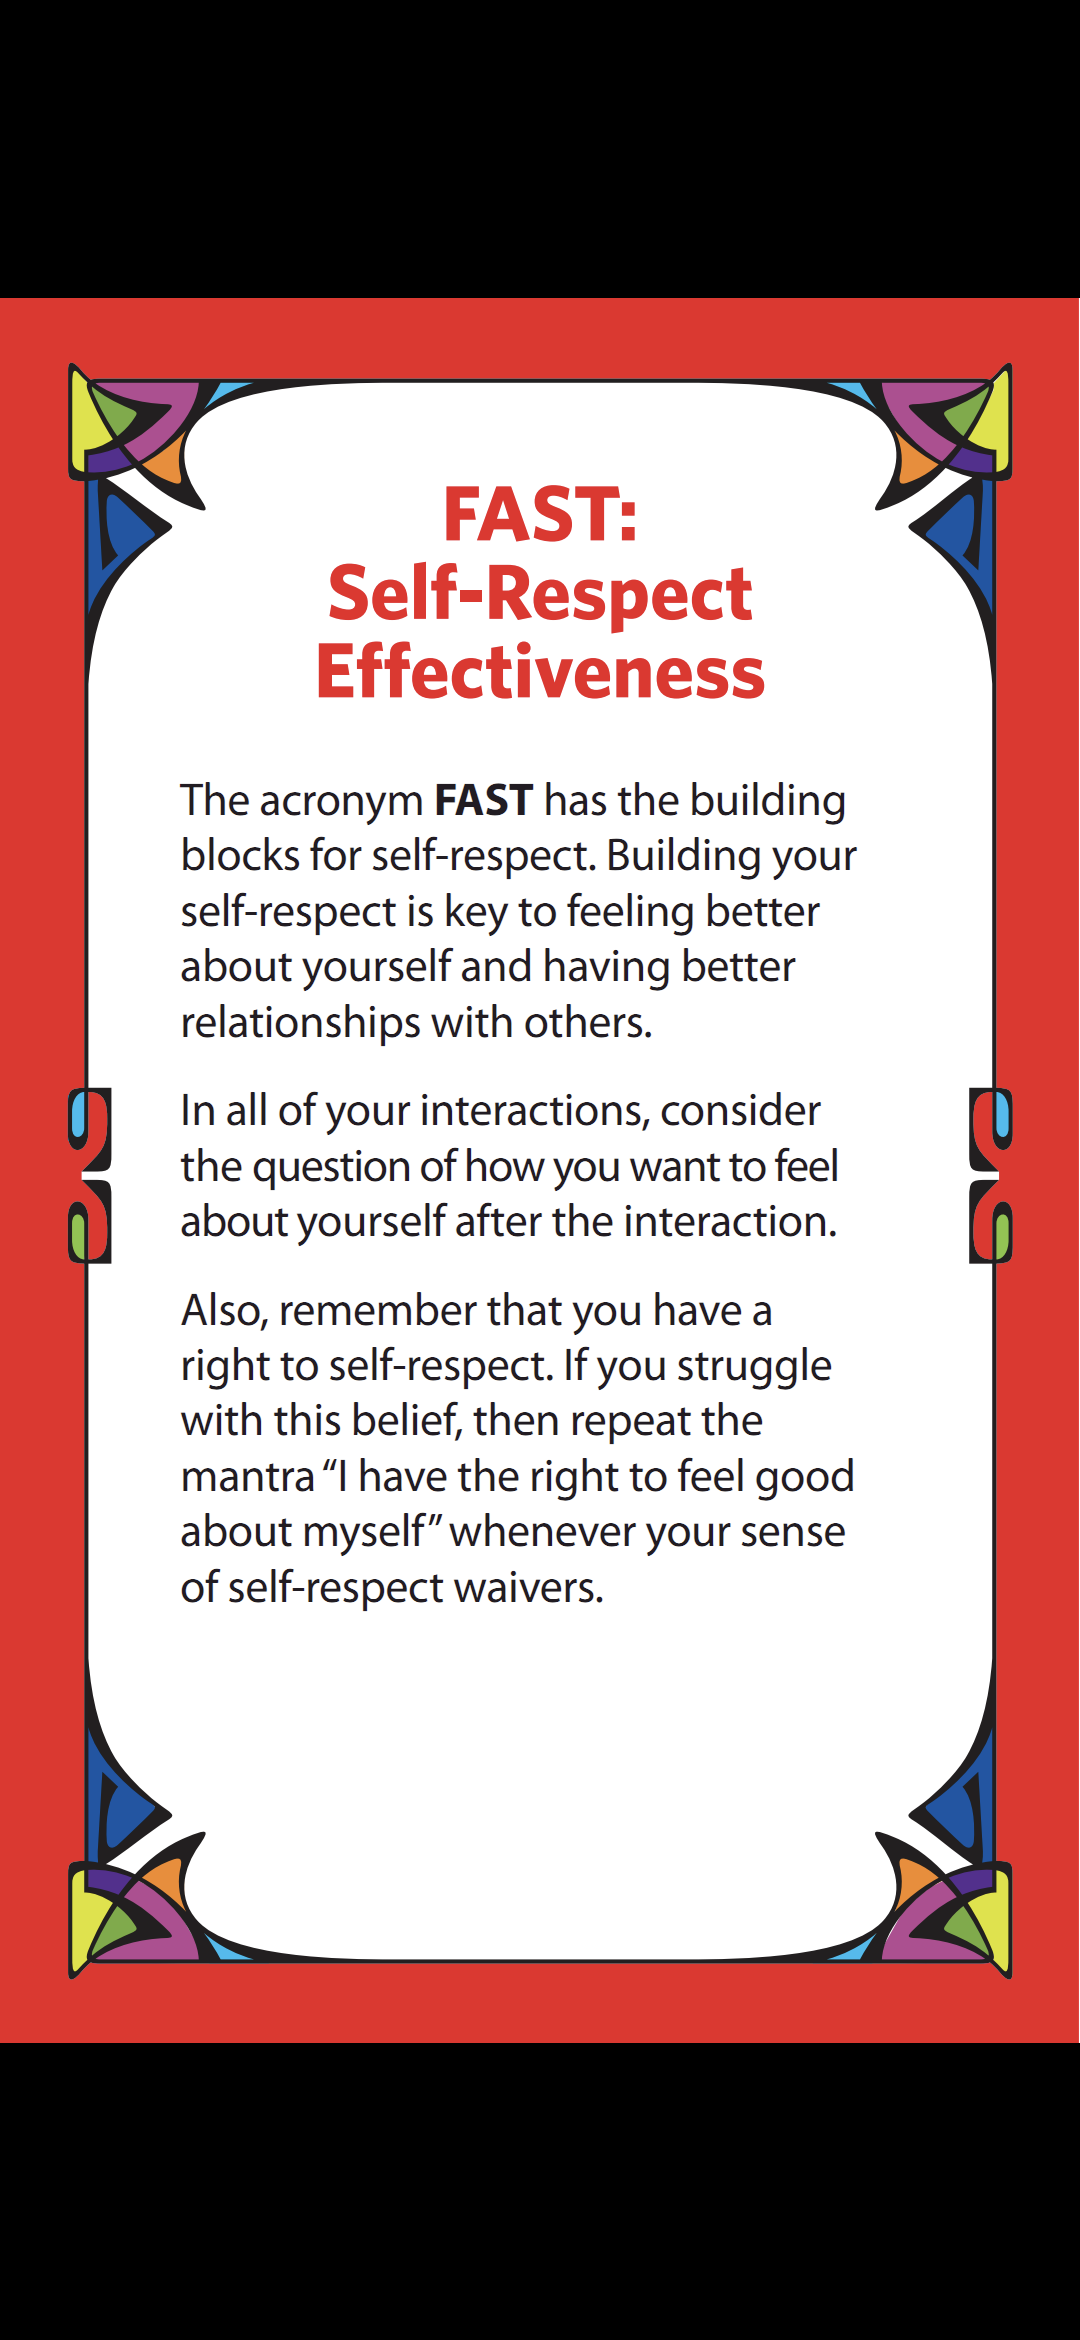 FAST:
Self-Respect
Effectiveness
The acronym FAST has the building
blocks for self-respect. Building your
self-respect is key to feeling better
about yourself and having better
relationships with others.
In all of your interactions, consider
the question of how you want to feel
about yourself after the interaction.
Also, remember that you have a
right to self-respect. If you struggle
with this belief, then repeat the
mantra “I have the right to feel good
about myself” whenever your sense
of self-respect waivers.